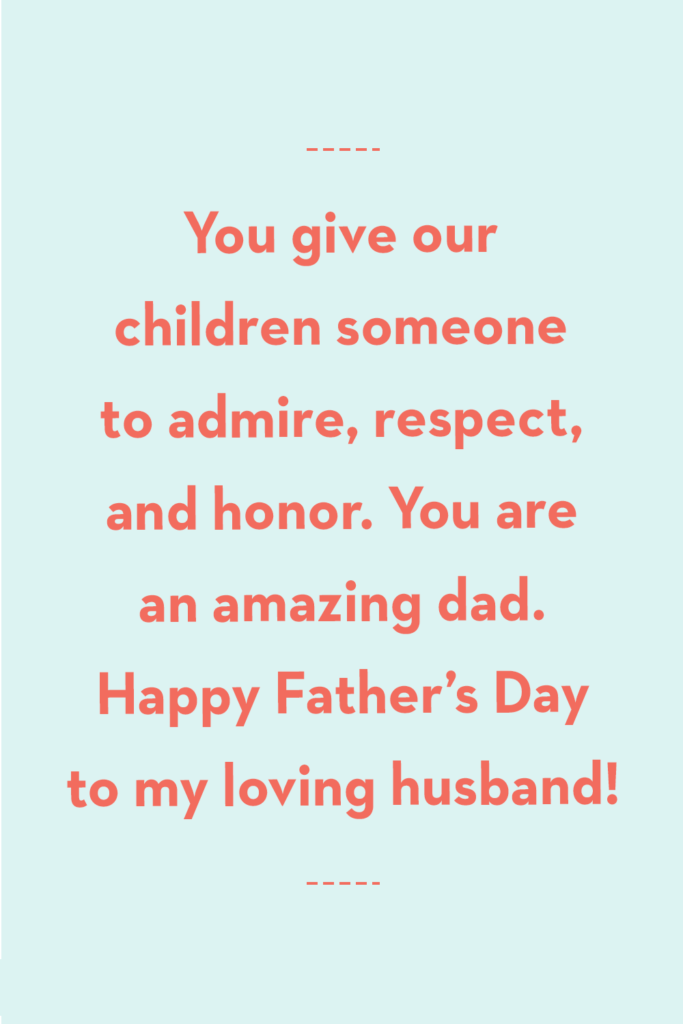 You give our
children someone
to admire, respect,
and honor. You are
an amazing dad.
Happy Father’s Day
to my loving husband!